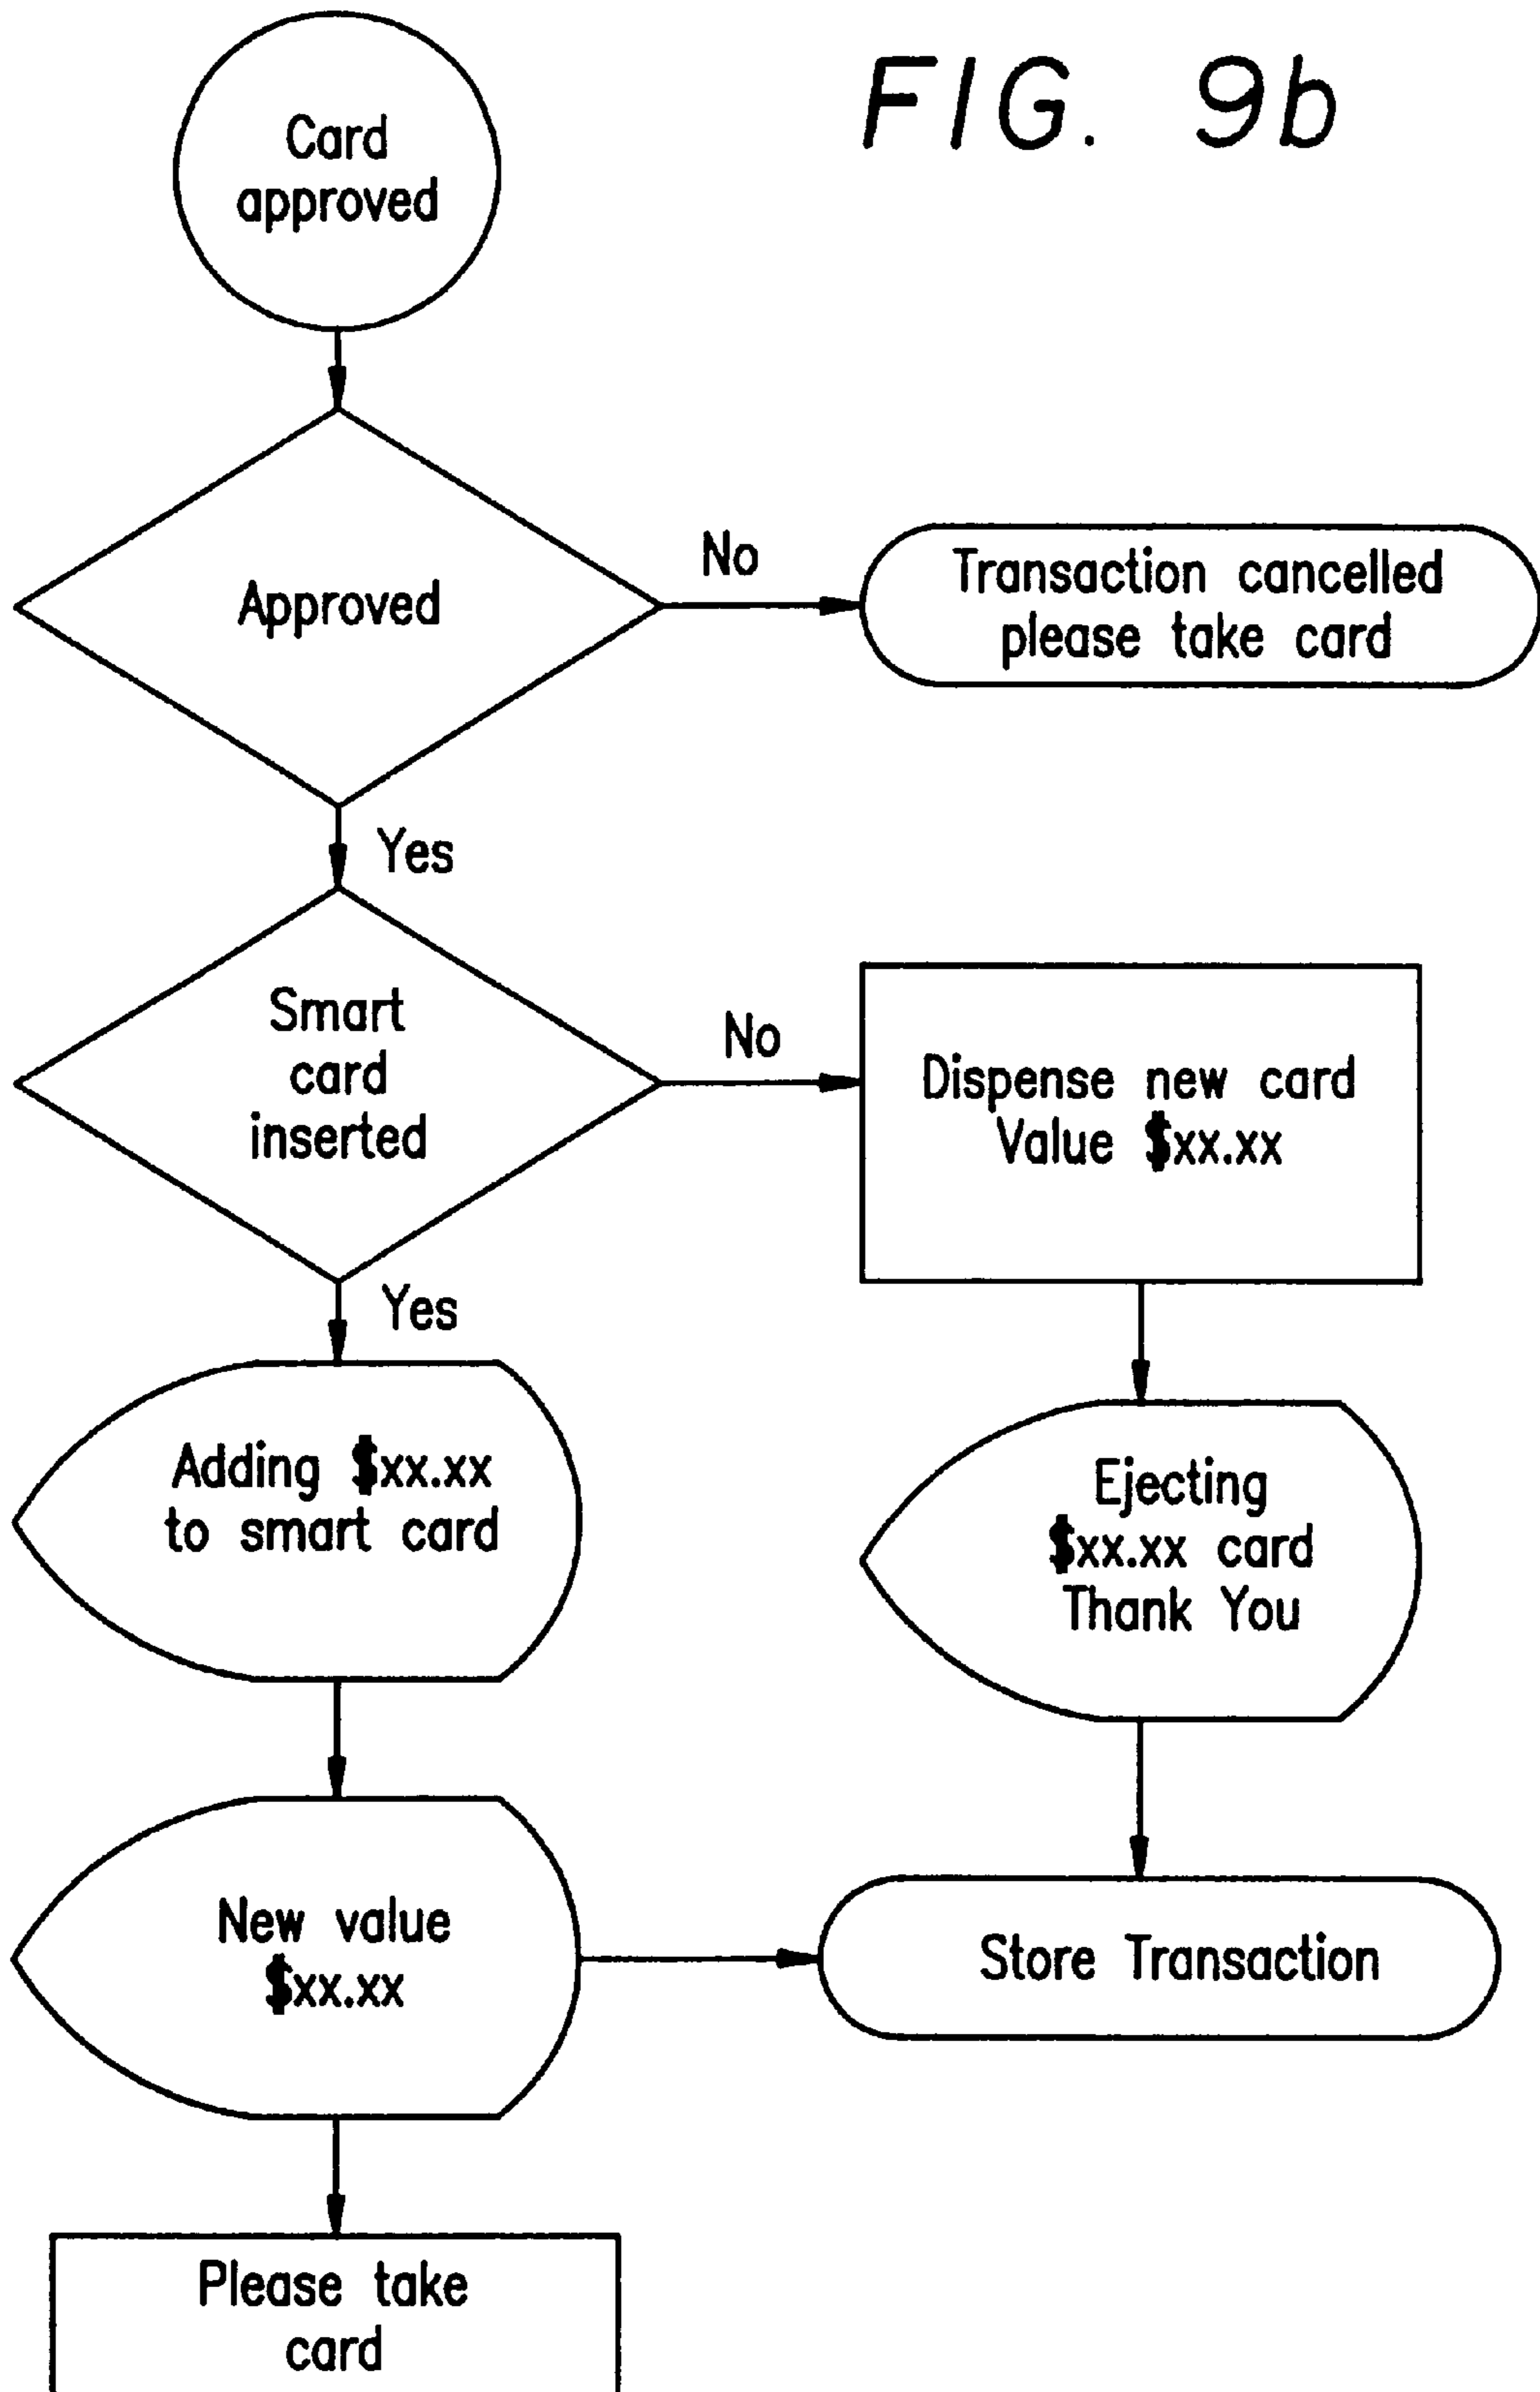 FIG. 9b
Card
approved
Approved
No
Transaction cancelled
please take card
Yes
Smart
card
inserted
No
Dispense new card
Value $xx.xx
Yes
Adding $xx.xx
to smart card
Ejecting
$xx.xx card
Thank You
New value
$xx.xx
Store Transaction
Please take
card